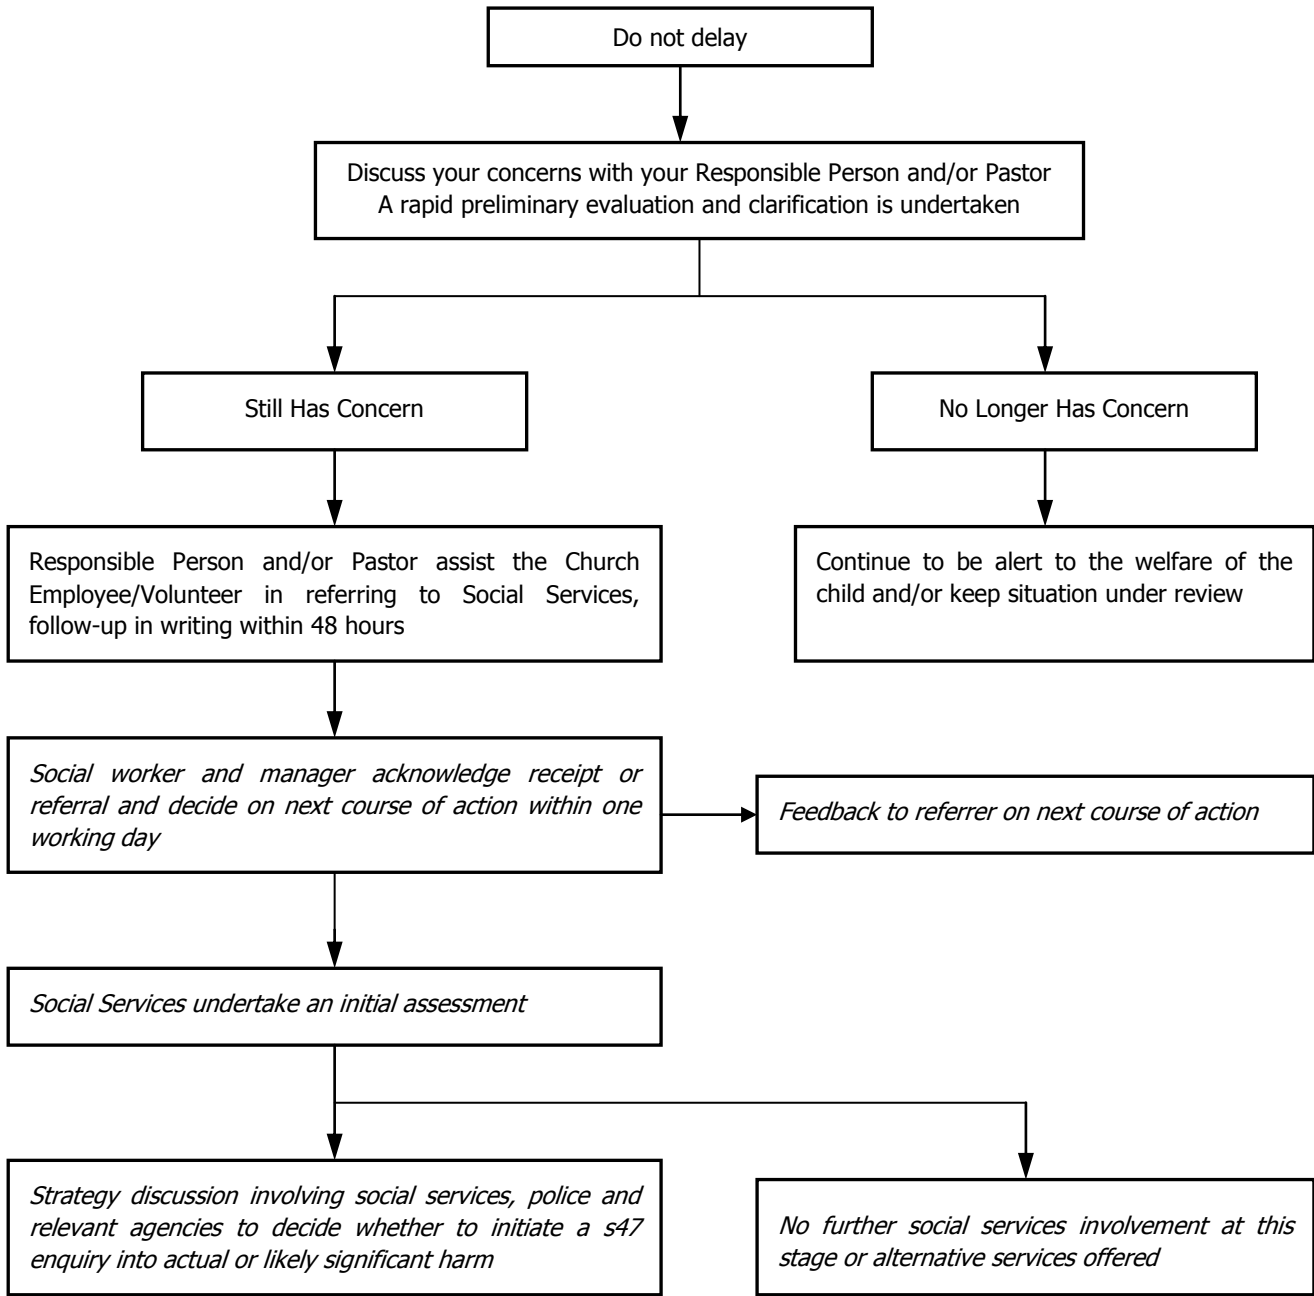 Do not delay
Discuss your concerns with your Responsible Person and/or Pastor
A rapid preliminary evaluation and clarification is undertaken
Still Has Concern
No Longer Has Concern
Responsible Person and/or Pastor assist the Church
Employee/Volunteer in referring to Social Services,
follow-up in writing within 48 hours
Continue to be alert to the welfare of the
child and/or keep situation under review
Social worker and manager acknowledge receipt or
referral and decide on next course of action within one
working day
Feedback to referrer on next course of action
Social Services undertake an initial assessment
Strategy discussion involving social services, police and
relevant agencies to decide whether to initiate a s47
enquiry into actual or likely significant harm
No further social services involvement at this
stage or alternative services offered